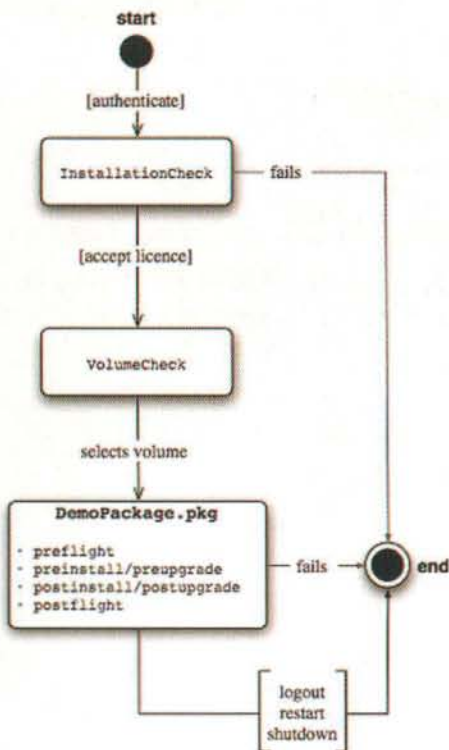 start
[authenticate]
InstallationCheck
fails
[accept licence]
VolumeCheck
selects volume
DemoPackage.pkg
- preflight
- preinstall/preupgrade
- postinstall/postupgrade
- postflight
fails
end
logout
restart
shutdown